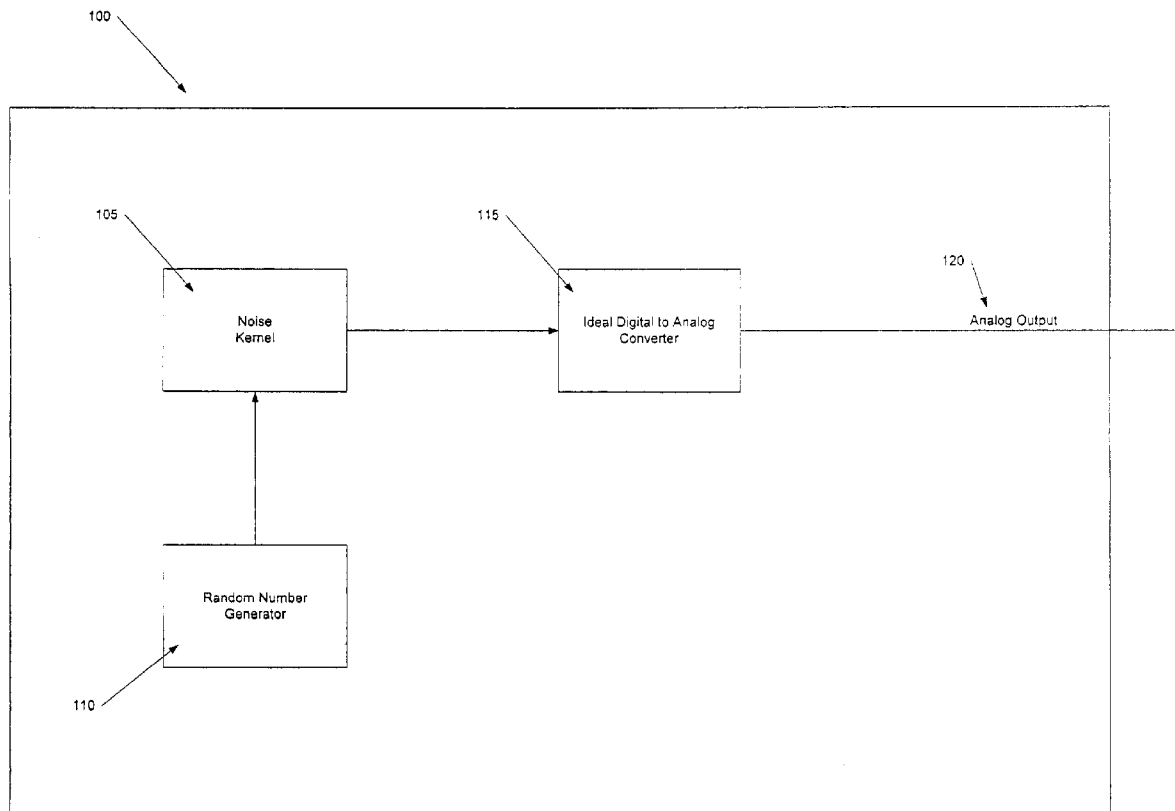 100
105
115
120
Noise
Kernel
Ideal Digital to Analog
Converter
Analog Output
Random Number
Generator
110